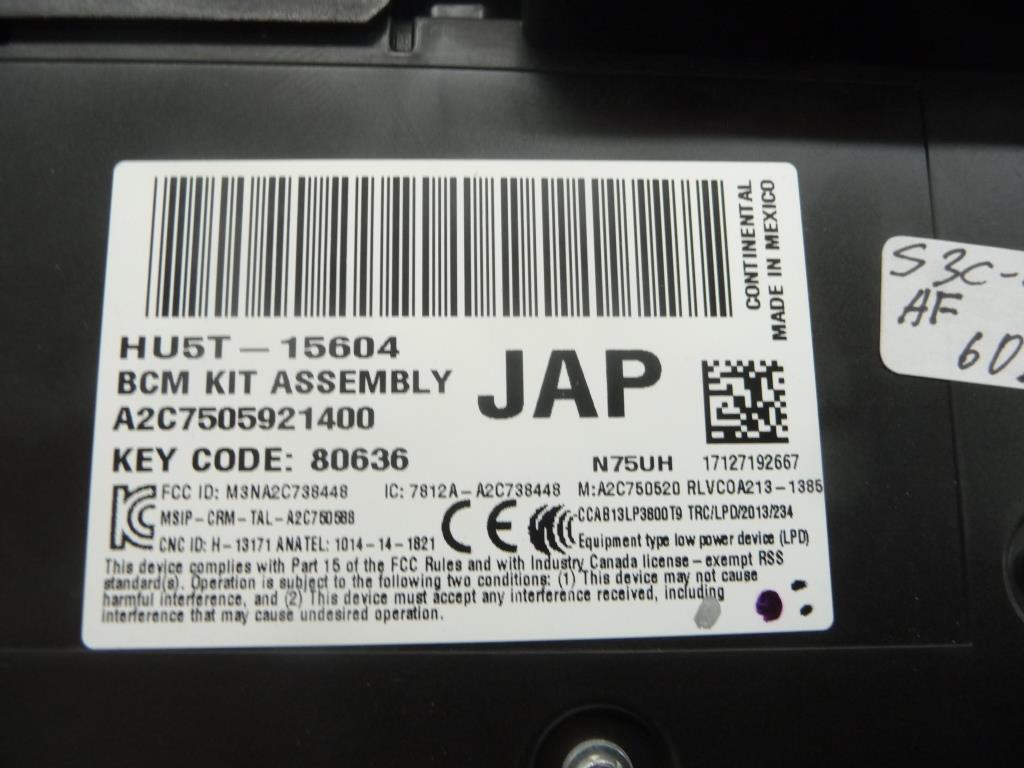 CONTINENTAL
MADE IN MEXICO
HU5T - 15604
BCM KIT ASSEMBLY
JAP
A2C7505921400
KEY CODE: 80636
N75UH 17127192667
FCC ID: M3NA2C738448 IC: 7812A-A2C738448 M:A2C750520 RLVCOA213-1385
MSIP-CRM-TAL-A2C750588
CE
-CCAB13LP3800T9 TRC/LPD/2013/234
CNC ID: H-13171 ANATEL: 1014-14-1821
Equipment type low power device (LPD)
This device complies with Part 15 of the FCC Rules and with Industry Canada license-exempt RSS
standard(s). Operation is subject to the following two conditions: (1) This device may not cause
harmful interference, and (2) This device must accept any interference received, including
interference that may cause undesired operation.
S3C-
AF
60